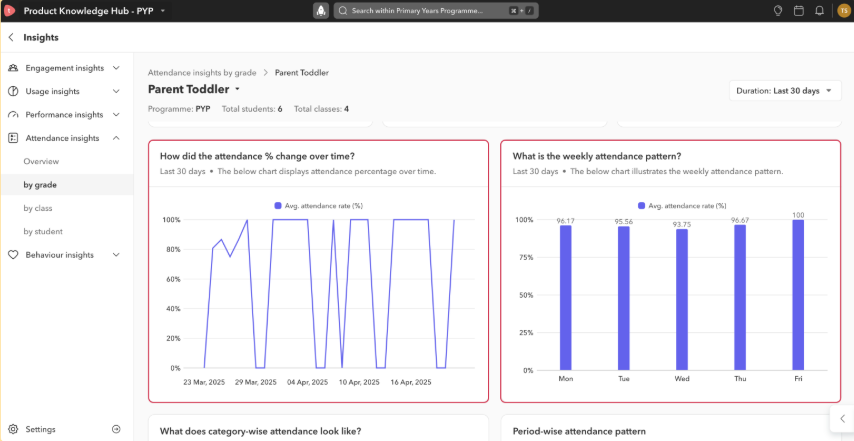 Product Knowledge Hub - PYP
Search within Primary Years Programme...
⌘ + /
TS
Insights
Engagement insights
Usage insights
Performance insights
Attendance insights
Overview
by grade
by class
by student
Behaviour insights
Settings
Attendance insights by grade > Parent Toddler
Parent Toddler
Duration: Last 30 days
Programme: PYP Total students: 6 Total classes: 4
How did the attendance % change over time?
Last 30 days • The below chart displays attendance percentage over time.
Avg. attendance rate (%)
100%
80%
60%
40%
20%
0%
23 Mar, 2025 29 Mar, 2025 04 Apr, 2025 10 Apr, 2025 16 Apr, 2025
What is the weekly attendance pattern?
Last 30 days • The below chart illustrates the weekly attendance pattern.
Avg. attendance rate (%)
96.17 95.56 93.75 96.67 100
100%
75%
50%
25%
0%
Mon Tue Wed Thu Fri
What does category-wise attendance look like?
Period-wise attendance pattern